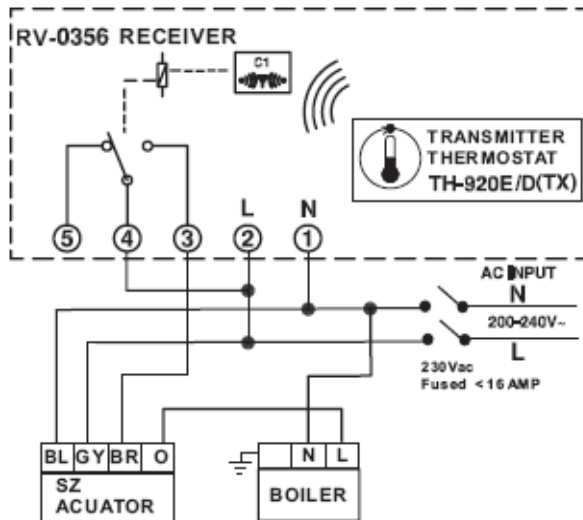 RV-0356 RECEIVER
C1
TRANSMITTER
THERMOSTAT
TH-920E/D(TX)
L N
5 4 3 2 1
AC INPUT
N
200-240V~
L
230Vac
Fused <16 AMP
BL GY BR O
N L
SZ
ACUATOR
BOILER